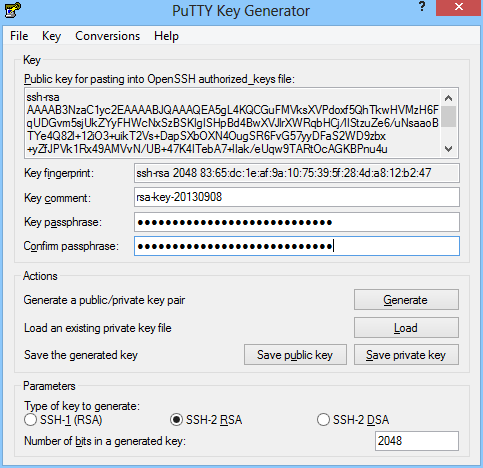 PuTTY Key Generator
?
File Key Conversions Help
Key
Public key for pasting into OpenSSH authorized_keys file:
ssh-rsa
AAAAB3NzaC1yc2EAAAABJQAAAQEA5gL4KQCGuFMVksXVPdoxf5QhTkwHVMzH6F
qUDGvm5sjUkZYyFHWcNxSzBSKlgISHpBd4BwXVJlrXWRqbHCj/lIStzuZe6/uNsaaoB
TYe4Q82l+12iO3+uikT2Vs+DapSXbOXN4OugSR6FvG57yyDFaS2WD9zbx
+yZfJPVk1Rx49AMVvN/UB+47K4ITebA7+Ilak/eUqw9TARtOcAGKBPnu4u
Key fingerprint: ssh-rsa 2048 83:65:dc:1e:af:9a:10:75:39:5f:28:4d:a8:12:b2:47
Key comment: rsa-key-20130908
Key passphrase:
Confirm passphrase:
Actions
Generate a public/private key pair Generate
Load an existing private key file Load
Save the generated key Save public key Save private key
Parameters
Type of key to generate:
SSH-1 (RSA) SSH-2 RSA SSH-2 DSA
Number of bits in a generated key: 2048